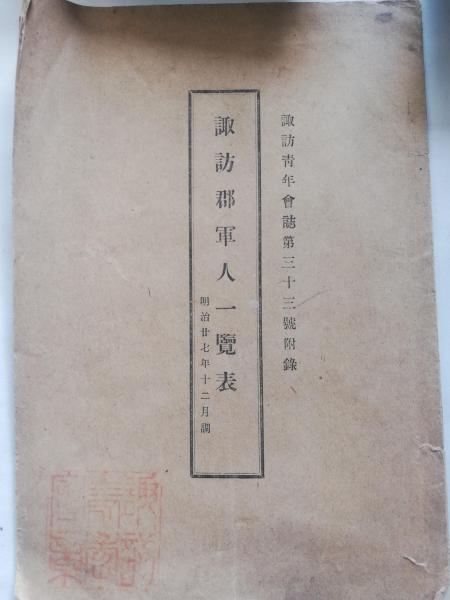 諏訪靑年會誌第三十三號附錄
諏訪郡軍人一覽表
明治廿七年十二月調